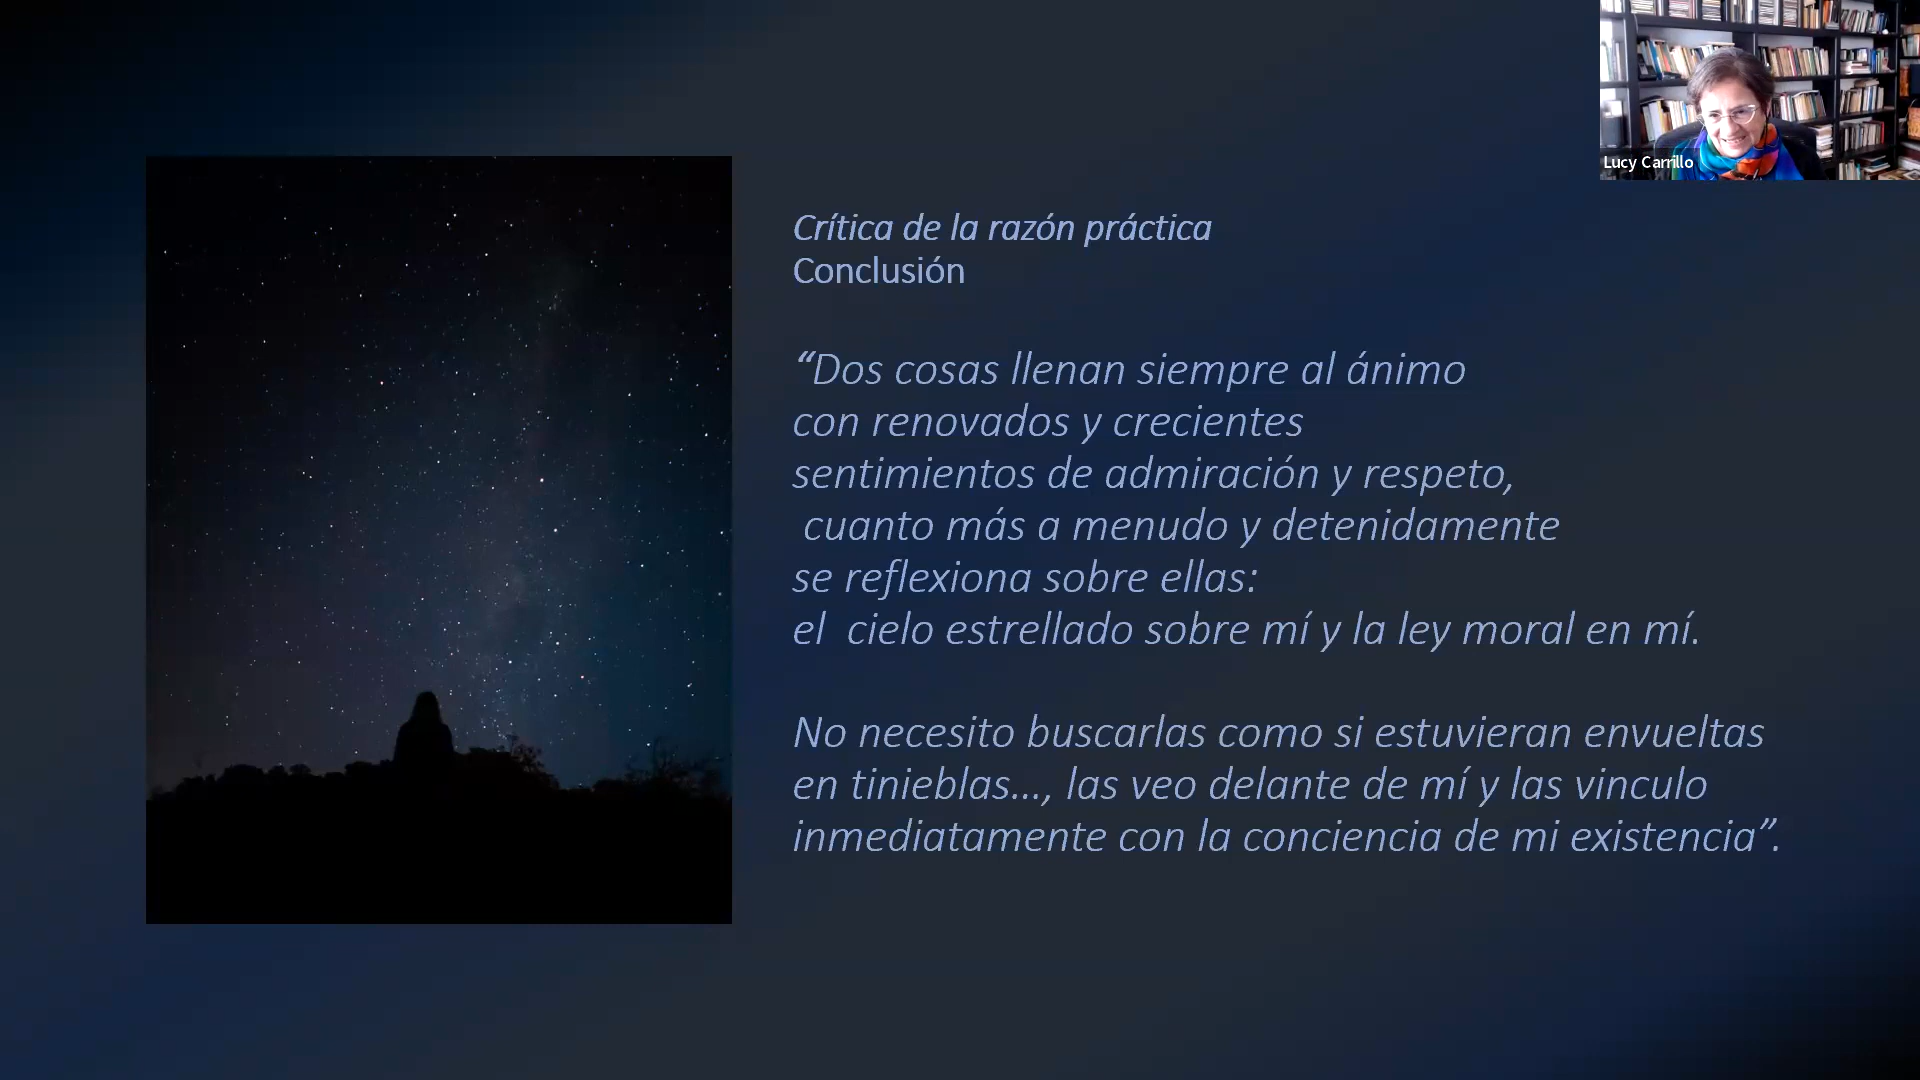 Lucy Carrillo
Crítica de la razón práctica
Conclusión
“Dos cosas llenan siempre al ánimo
con renovados y crecientes
sentimientos de admiración y respeto,
cuanto más a menudo y detenidamente
se reflexiona sobre ellas:
el cielo estrellado sobre mí y la ley moral en mí.
No necesito buscarlas como si estuvieran envueltas
en tinieblas..., las veo delante de mí y las vinculo
inmediatamente con la conciencia de mi existencia”.